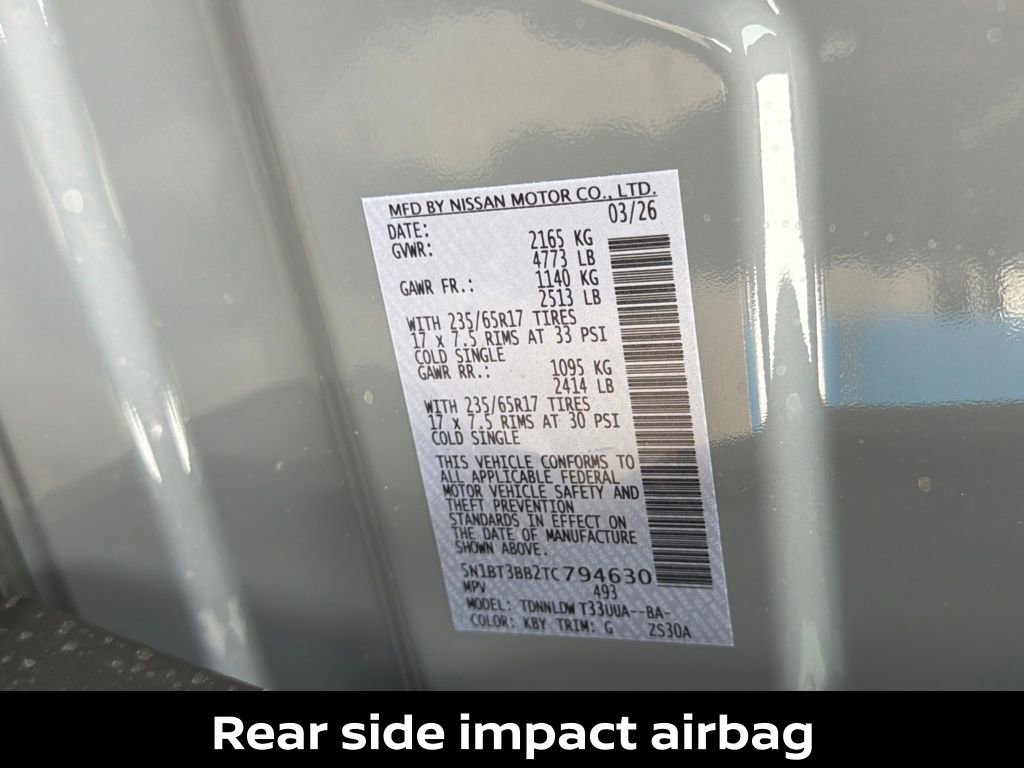 MFD BY NISSAN MOTOR CO., LTD.
DATE: 03/26
GVWR: 2165 KG
4773 LB
GAWR FR.: 1140 KG
2513 LB
WITH 235/65R17 TIRES
17 x 7.5 RIMS AT 33 PSI
COLD SINGLE
GAWR RR.: 1095 KG
2414 LB
WITH 235/65R17 TIRES
17 x 7.5 RIMS AT 30 PSI
COLD SINGLE
THIS VEHICLE CONFORMS TO
ALL APPLICABLE FEDERAL
MOTOR VEHICLE SAFETY AND
THEFT PREVENTION
STANDARDS IN EFFECT ON
THE DATE OF MANUFACTURE
SHOWN ABOVE.
5N1BT3BB2TC794630
MPV 493
MODEL: TDNNLDW T33UUA--BA-
COLOR: KBY TRIM: G ZS30A
Rear side impact airbag